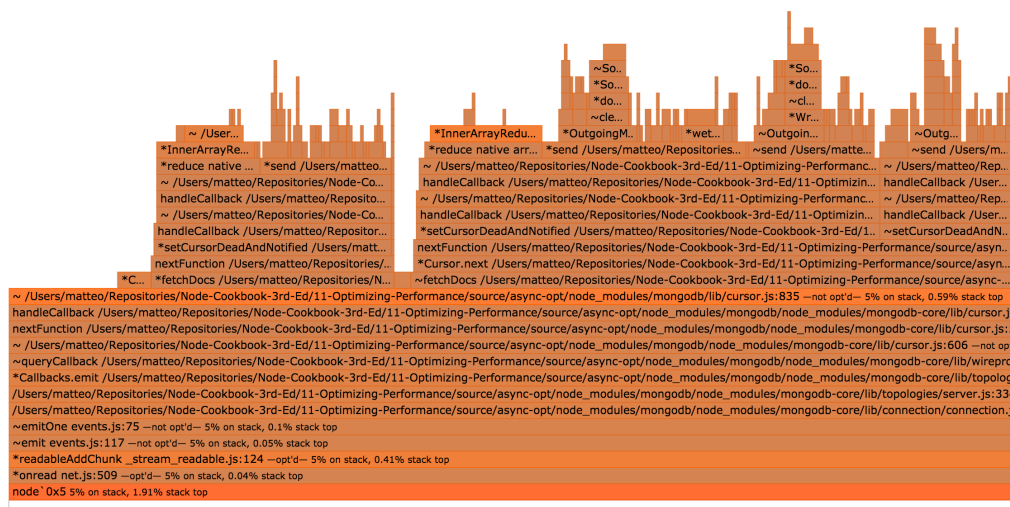 ~So.. *So...
*So... *do...
*do... ~cl...
~cle... *Wr...
~ /User... *InnerArrayRedu... *OutgoingM... *wet... ~Outgoin... ~Outg...
*InnerArrayRe... *reduce native arr... *send /Users/matteo/Repositories... ~send /Users/matte... ~send /Users/m...
*reduce native ... *send /Users/matteo... ~ /Users/matteo/Repositories/Node-Cookbook-3rd-Ed/11-Optimizing-Performanc... ~ /Users/matteo/Rep...
~ /Users/matteo/Repositories/Node-Co... handleCallback /Users/matteo/Repositories/Node-Cookbook-3rd-Ed/11-Optimizin... handleCallback /User...
handleCallback /Users/matteo/Reposito... ~ /Users/matteo/Repositories/Node-Cookbook-3rd-Ed/11-Optimizing-Performanc... ~ /Users/matteo/Rep...
~ /Users/matteo/Repositories/Node-Co... handleCallback /Users/matteo/Repositories/Node-Cookbook-3rd-Ed/11-Optimizin... handleCallback /User...
handleCallback /Users/matteo/Repositor... *setCursorDeadAndNotified /Users/matteo/Repositories/Node-Cookbook-3rd-Ed/1.. ~setCursorDeadAndN...
*setCursorDeadAndNotified /Users/matt... nextFunction /Users/matteo/Repositories/Node-Cookbook-3rd-Ed/11-Optimizing-Performance/source/asyn..
nextFunction /Users/matteo/Repositories/.. *Cursor.next /Users/matteo/Repositories/Node-Cookbook-3rd-Ed/11-Optimizing-Performance/source/asyn...
*C... *fetchDocs /Users/matteo/Repositories/N... ~fetchDocs /Users/matteo/Repositories/Node-Cookbook-3rd-Ed/11-Optimizing-Performance/source/async-...
~ /Users/matteo/Repositories/Node-Cookbook-3rd-Ed/11-Optimizing-Performance/source/async-opt/node_modules/mongodb/lib/cursor.js:835 —not opt'd— 5% on stack, 0.59% stack top
handleCallback /Users/matteo/Repositories/Node-Cookbook-3rd-Ed/11-Optimizing-Performance/source/async-opt/node_modules/mongodb/node_modules/mongodb-core/lib/cursor.j
nextFunction /Users/matteo/Repositories/Node-Cookbook-3rd-Ed/11-Optimizing-Performance/source/async-opt/node_modules/mongodb/node_modules/mongodb-core/lib/cursor.js:
~ /Users/matteo/Repositories/Node-Cookbook-3rd-Ed/11-Optimizing-Performance/source/async-opt/node_modules/mongodb/node_modules/mongodb-core/lib/cursor.js:606 —not op
~queryCallback /Users/matteo/Repositories/Node-Cookbook-3rd-Ed/11-Optimizing-Performance/source/async-opt/node_modules/mongodb/node_modules/mongodb-core/lib/wirepro
*Callbacks.emit /Users/matteo/Repositories/Node-Cookbook-3rd-Ed/11-Optimizing-Performance/source/async-opt/node_modules/mongodb/node_modules/mongodb-core/lib/topolog
/Users/matteo/Repositories/Node-Cookbook-3rd-Ed/11-Optimizing-Performance/source/async-opt/node_modules/mongodb/node_modules/mongodb-core/lib/topologies/server.js:33
/Users/matteo/Repositories/Node-Cookbook-3rd-Ed/11-Optimizing-Performance/source/async-opt/node_modules/mongodb/node_modules/mongodb-core/lib/connection/connection.
~emitOne events.js:75 —not opt'd— 5% on stack, 0.1% stack top
~emit events.js:117 —not opt'd— 5% on stack, 0.05% stack top
*readableAddChunk _stream_readable.js:124 —opt'd— 5% on stack, 0.41% stack top
*onread net.js:509 —opt'd— 5% on stack, 0.04% stack top
node`0x5 5% on stack, 1.91% stack top